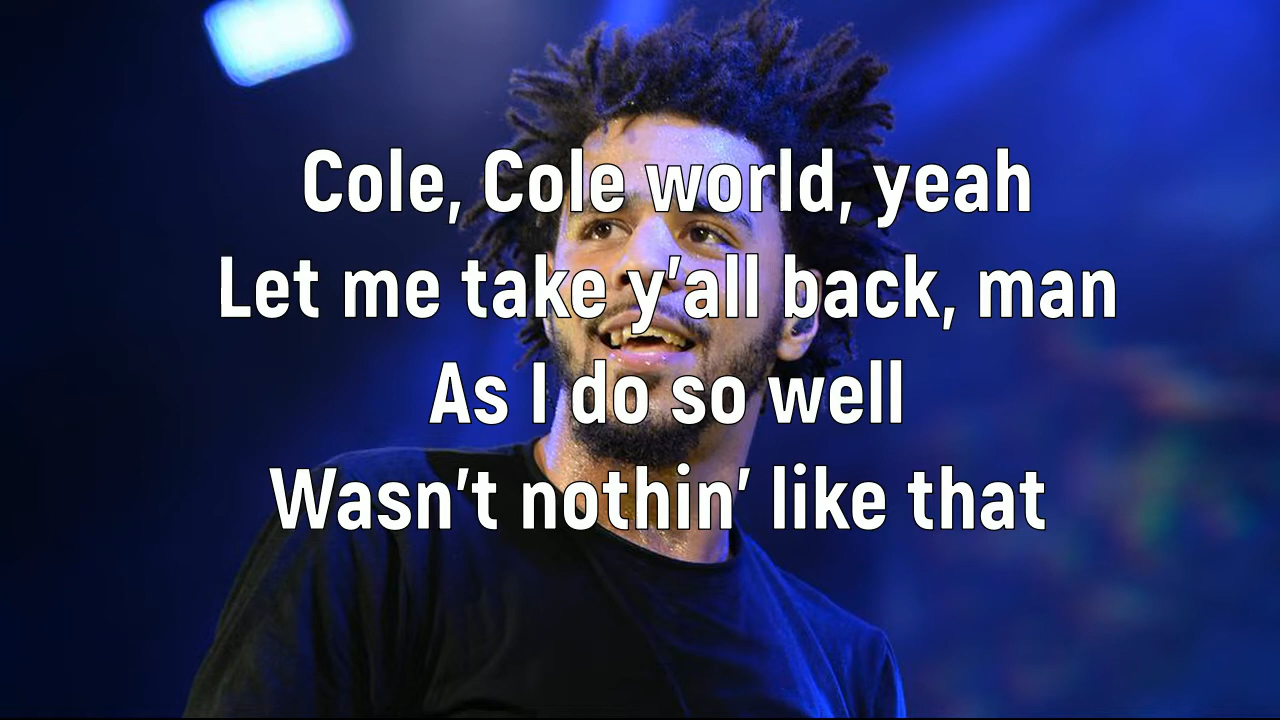 Cole, Cole world, yeah
Let me take y'all back, man
As I do so well
Wasn't nothin' like that